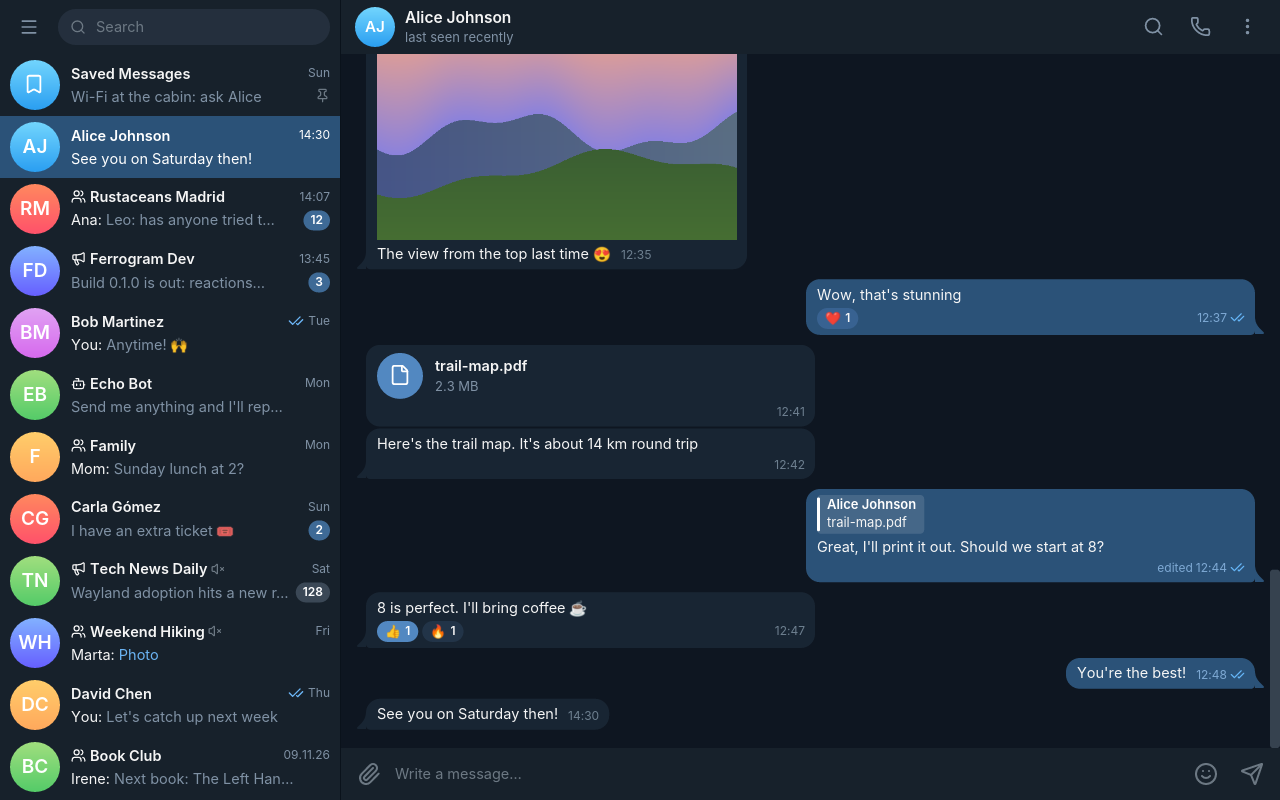 Search
Saved Messages
Sun
Wi-Fi at the cabin: ask Alice
AJ
Alice Johnson
14:30
See you on Saturday then!
RM
Rustaceans Madrid
14:07
Ana: Leo: has anyone tried t...
12
FD
Ferrogram Dev
13:45
Build 0.1.0 is out: reactions...
3
BM
Bob Martinez
Tue
You: Anytime! 🙌
EB
Echo Bot
Mon
Send me anything and I'll rep...
F
Family
Mon
Mom: Sunday lunch at 2?
CG
Carla Gómez
Sun
I have an extra ticket 🎟️
2
TN
Tech News Daily
Sat
Wayland adoption hits a new r...
128
WH
Weekend Hiking
Fri
Marta: Photo
DC
David Chen
Thu
You: Let's catch up next week
BC
Book Club
09.11.26
Irene: Next book: The Left Han...
AJ
Alice Johnson
last seen recently
The view from the top last time 😍 12:35
Wow, that's stunning
❤️ 1
12:37
trail-map.pdf
2.3 MB
12:41
Here's the trail map. It's about 14 km round trip
12:42
Alice Johnson
trail-map.pdf
Great, I'll print it out. Should we start at 8?
edited 12:44
8 is perfect. I'll bring coffee ☕
👍 1 🔥 1
12:47
You're the best! 12:48
See you on Saturday then! 14:30
Write a message...